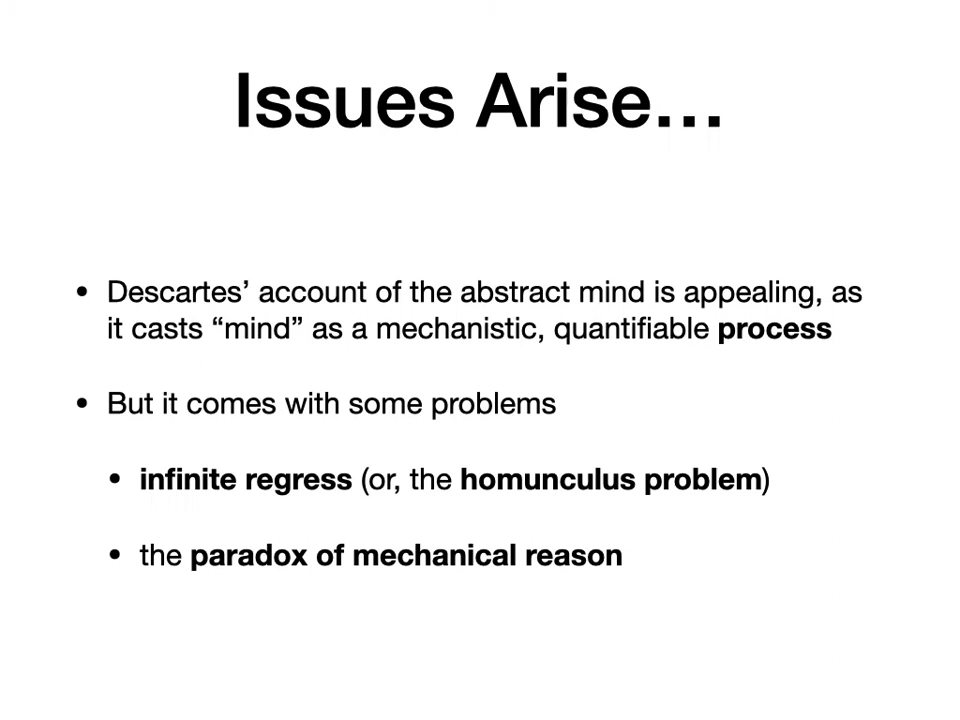 Issues Arise…
• Descartes’ account of the abstract mind is appealing, as
it casts “mind” as a mechanistic, quantifiable process
• But it comes with some problems
• infinite regress (or, the homunculus problem)
• the paradox of mechanical reason